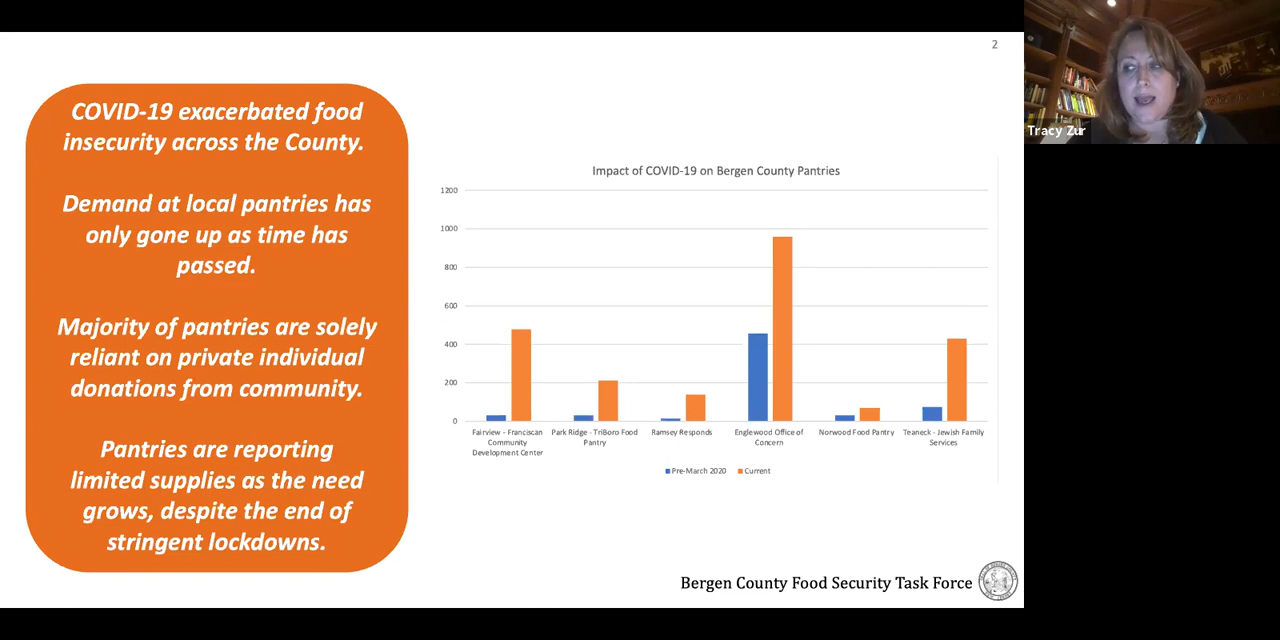 2
COVID-19 exacerbated food
insecurity across the County.
Demand at local pantries has
only gone up as time has
passed.
Majority of pantries are solely
reliant on private individual
donations from community.
Pantries are reporting
limited supplies as the need
grows, despite the end of
stringent lockdowns.
Impact of COVID-19 on Bergen County Pantries
1200
1000
800
600
400
200
0
Fairview - Franciscan
Community
Development Center
Park Ridge - TriBoro Food
Pantry
Ramsey Responds
Englewood Office of
Concern
Norwood Food Pantry
Teaneck - Jewish Family
Services
Pre-March 2020
Current
Bergen County Food Security Task Force
Tracy Zur